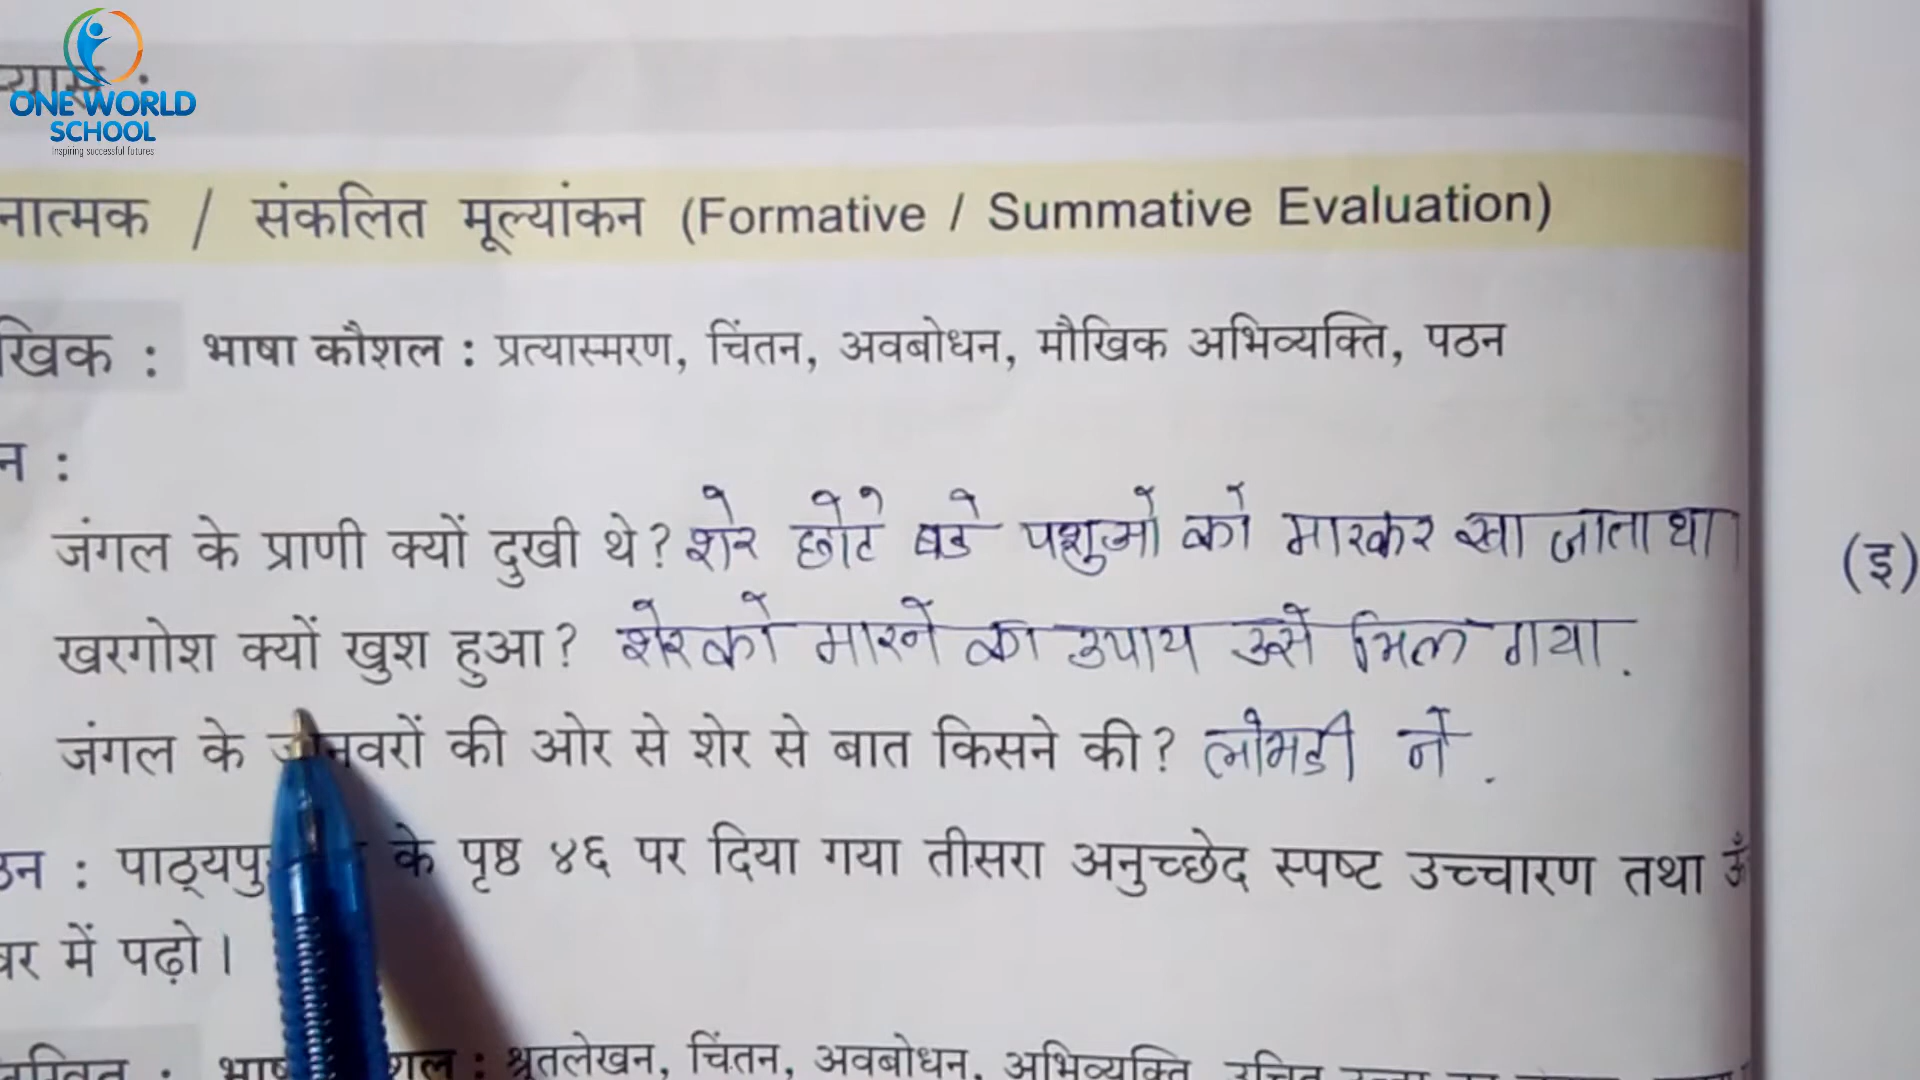 ONE WORLD
SCHOOL
Inspiring successful futures
नात्मक / संकलित मूल्यांकन (Formative / Summative Evaluation)
खिक : भाषा कौशल : प्रत्यास्मरण, चिंतन, अवबोधन, मौखिक अभिव्यक्ति, पठन
न :
जंगल के प्राणी क्यों दुखी थे? शेर छोटे बडे पशुओं को मारकर खा जाता था
(इ)
खरगोश क्यों खुश हुआ? शेर को मारने का उपाय उसे मिल गया.
जंगल के जानवरों की ओर से शेर से बात किसने की? लोमडी ने.
ठन : के पृष्ठ ४६ पर दिया गया तीसरा अनुच्छेद स्पष्ट उच्चारण तथा
में पढ़ो।
श्रुतलेखन, चिंतन, अवबोधन, अभिव्यक्ति,